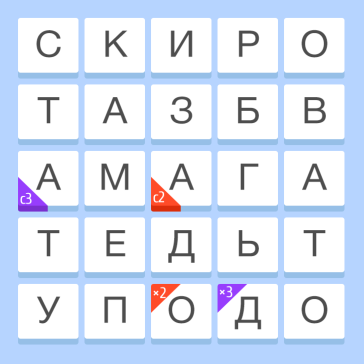 С К И Р О
Т А З Б В
А М А Г А
с3 с2
Т Е Д Ь Т
×2 ×3
У П О Д О